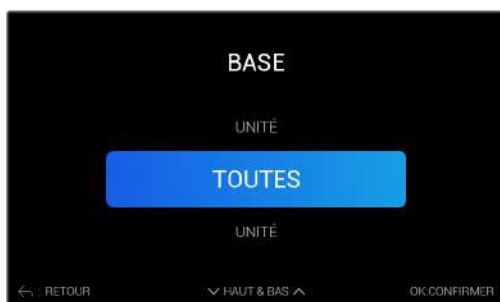 BASE
UNITÉ
TOUTES
UNITÉ
: RETOUR HAUT & BAS OK:CONFIRMER